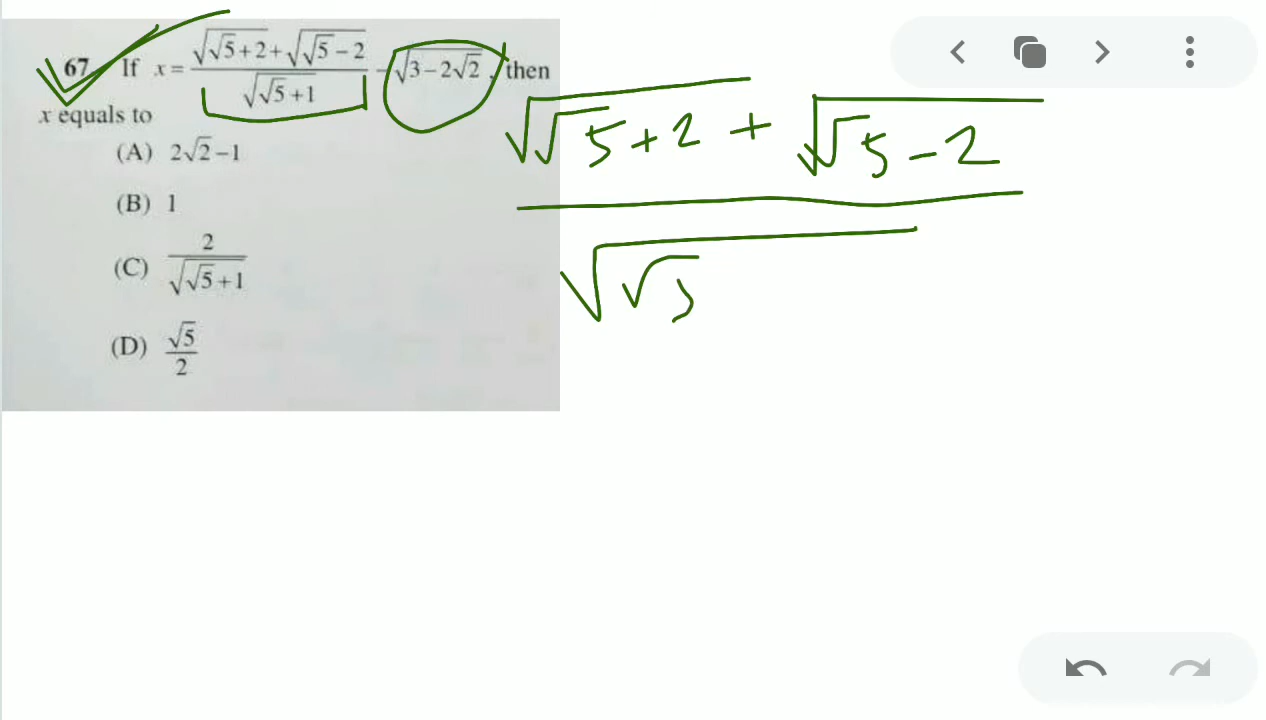 67. If x = (√(√5+2) + √(√5−2)) / √(√5+1) − √(3−2√2), then
x equals to
(A) 2√2−1
(B) 1
(C) 2/√(√5+1)
(D) √5/2
√(√5+2) + √(√5−2)
√(√5